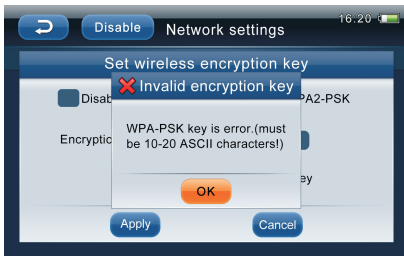 Disable Network settings 16:20
Set wireless encryption key
Invalid encryption key
WPA-PSK key is error.(must
be 10-20 ASCII characters!)
OK
Apply Cancel